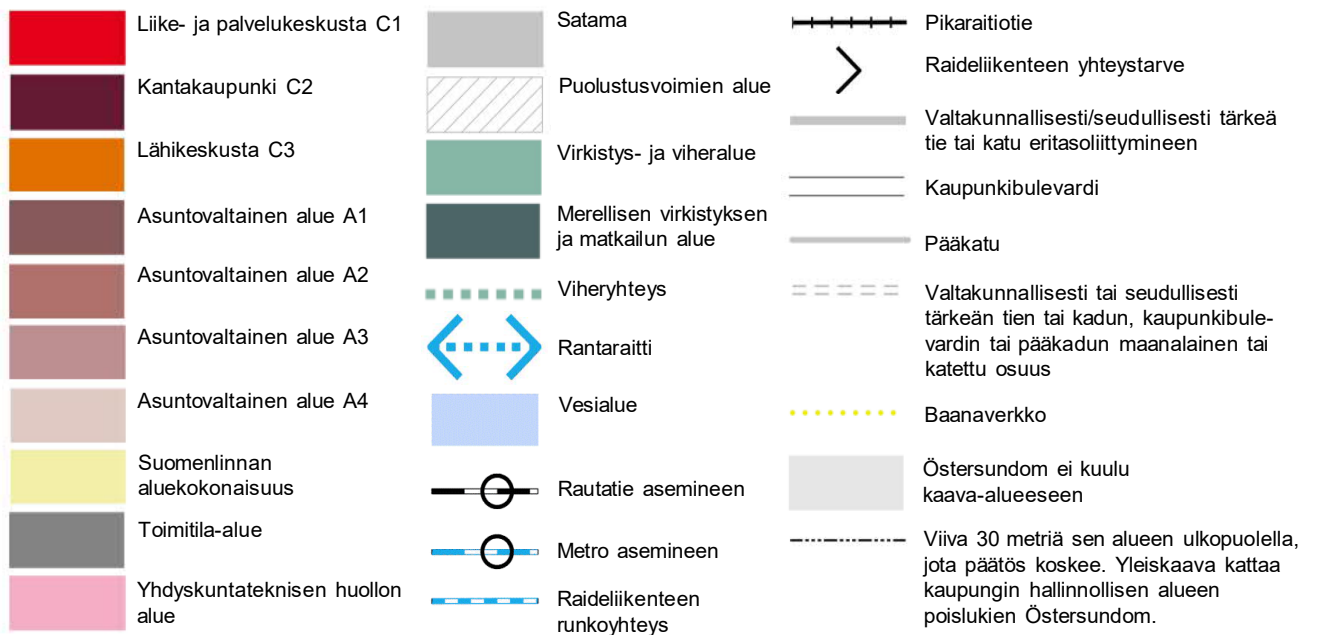 Liike- ja palvelukeskusta C1
Kantakaupunki C2
Lähikeskusta C3
Asuntovaltainen alue A1
Asuntovaltainen alue A2
Asuntovaltainen alue A3
Asuntovaltainen alue A4
Suomenlinnan
aluekokonaisuus
Toimitila-alue
Yhdyskuntateknisen huollon
alue
Satama
Puolustusvoimien alue
Virkistys- ja viheralue
Merellisen virkistyksen
ja matkailun alue
Viheryhteys
Rantaraitti
Vesialue
Rautatie asemineen
Metro asemineen
Raideliikenteen
runkoyhteys
Pikaraitiotie
Raideliikenteen yhteystarve
Valtakunnallisesti/seudullisesti tärkeä
tie tai katu eritasoliittymineen
Kaupunkibulevardi
Pääkatu
Valtakunnallisesti tai seudullisesti
tärkeän tien tai kadun, kaupunkibule-
vardin tai pääkadun maanalainen tai
katettu osuus
Baanaverkko
Östersundom ei kuulu
kaava-alueeseen
Viiva 30 metriä sen alueen ulkopuolella,
jota päätös koskee. Yleiskaava kattaa
kaupungin hallinnollisen alueen
poislukien Östersundom.